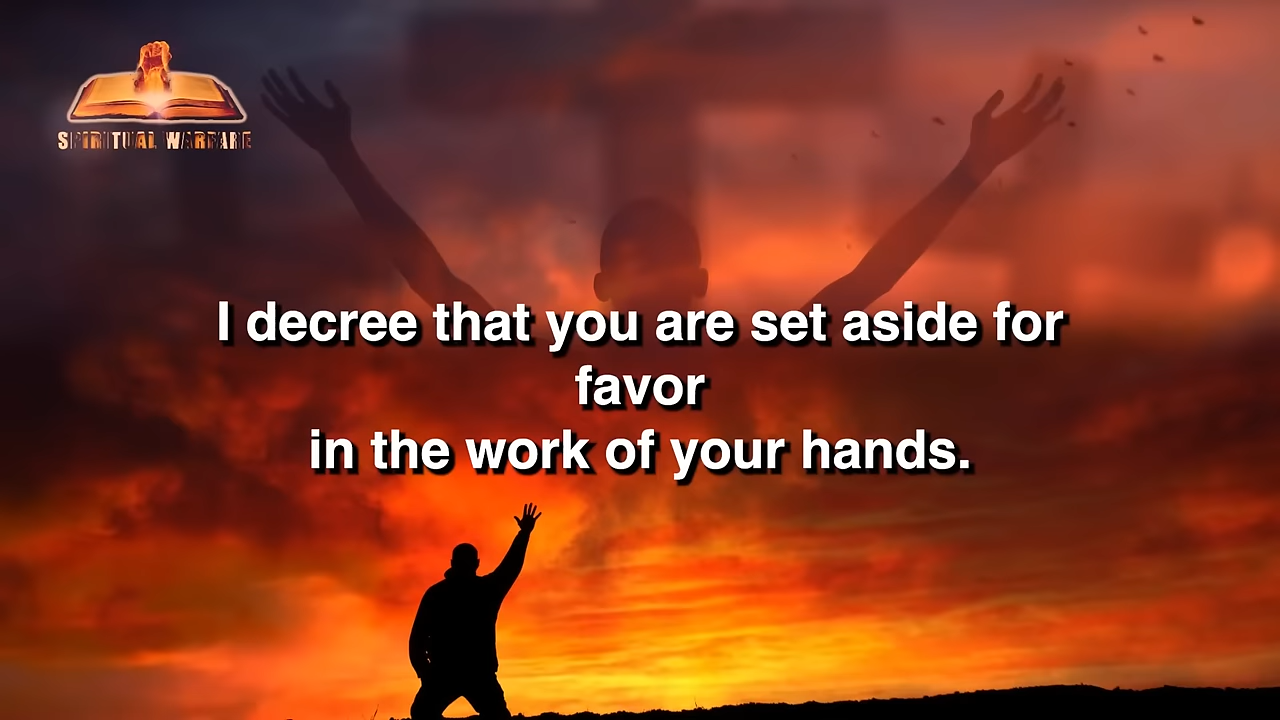 SPIRITUAL WARFARE
I decree that you are set aside for
favor
in the work of your hands.